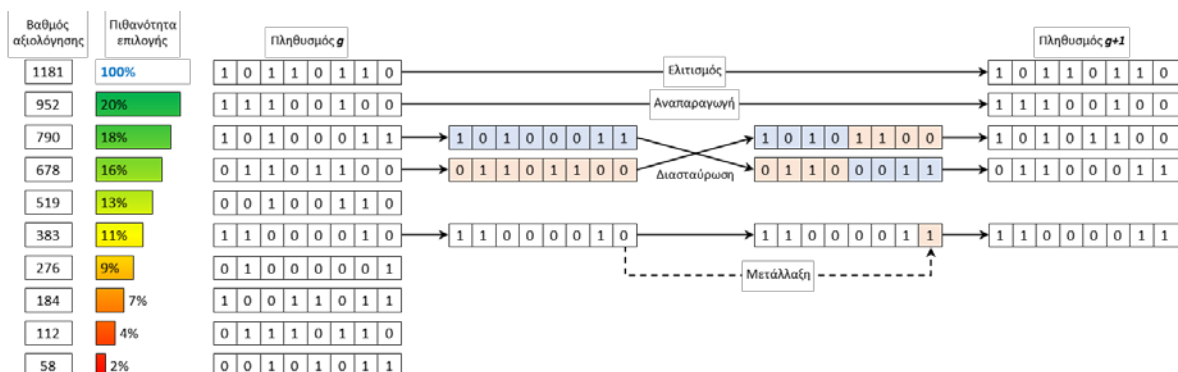 Βαθμός αξιολόγησης Πιθανότητα επιλογής Πληθυσμός g Πληθυσμός g+1
1181 100% 1 0 1 1 0 1 1 0 Ελιτισμός 1 0 1 1 0 1 1 0
952 20% 1 1 1 0 0 1 0 0 Αναπαραγωγή 1 1 1 0 0 1 0 0
790 18% 1 0 1 0 0 0 1 1 1 0 1 0 0 0 1 1 1 0 1 0 1 1 0 0 1 0 1 0 1 1 0 0
678 16% 0 1 1 0 1 1 0 0 0 1 1 0 1 1 0 0 Διασταύρωση 0 1 1 0 0 0 1 1 0 1 1 0 0 0 1 1
519 13% 0 0 1 0 0 1 1 0
383 11% 1 1 0 0 0 0 1 0 1 1 0 0 0 0 1 0 1 1 0 0 0 0 1 1 1 1 0 0 0 0 1 1
276 9% 0 1 0 0 0 0 0 1
Μετάλλαξη
184 7% 1 0 0 1 1 0 1 1
112 4% 0 1 1 1 0 1 1 0
58 2% 0 0 1 0 1 0 1 1